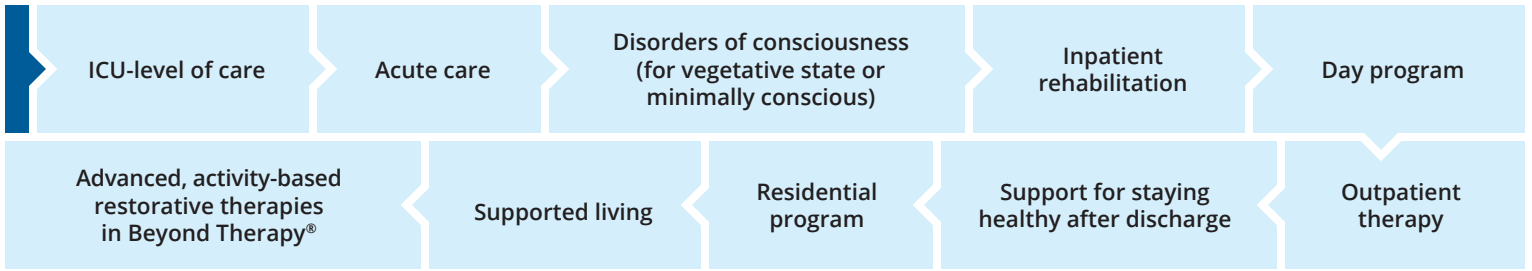 ICU-level of care
Acute care
Disorders of consciousness
(for vegetative state or
minimally conscious)
Inpatient
rehabilitation
Day program
Outpatient
therapy
Support for staying
healthy after discharge
Residential
program
Supported living
Advanced, activity-based
restorative therapies
in Beyond Therapy®